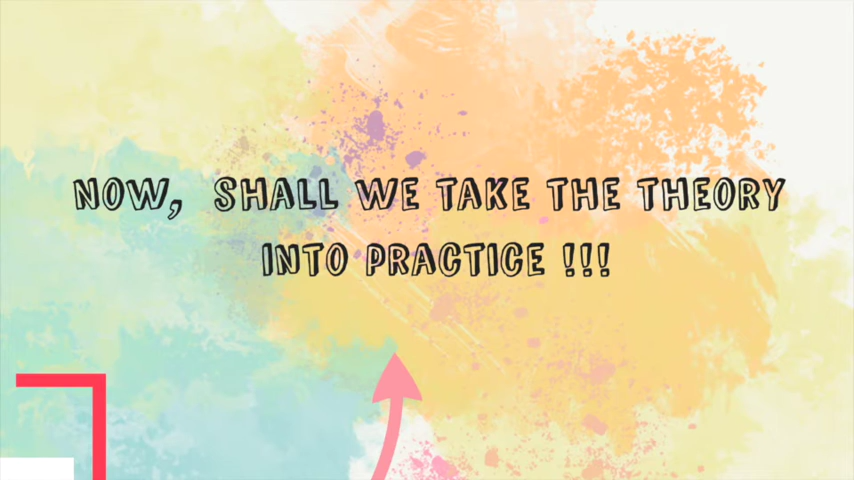 NOW, SHALL WE TAKE THE THEORY
INTO PRACTICE !!!